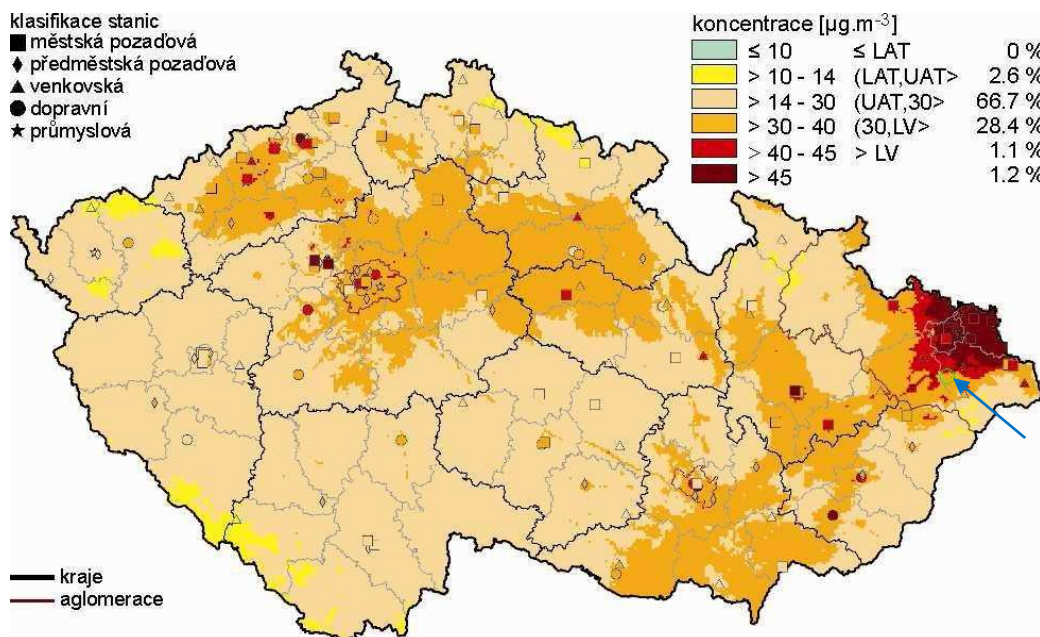 klasifikace stanic
městská pozaďová
předměstská pozaďová
venkovská
dopravní
průmyslová
koncentrace [µg.m⁻³]
≤ 10 ≤ LAT 0 %
> 10 - 14 (LAT,UAT> 2.6 %
> 14 - 30 (UAT,30> 66.7 %
> 30 - 40 (30,LV> 28.4 %
> 40 - 45 > LV 1.1 %
> 45 1.2 %
kraje
aglomerace